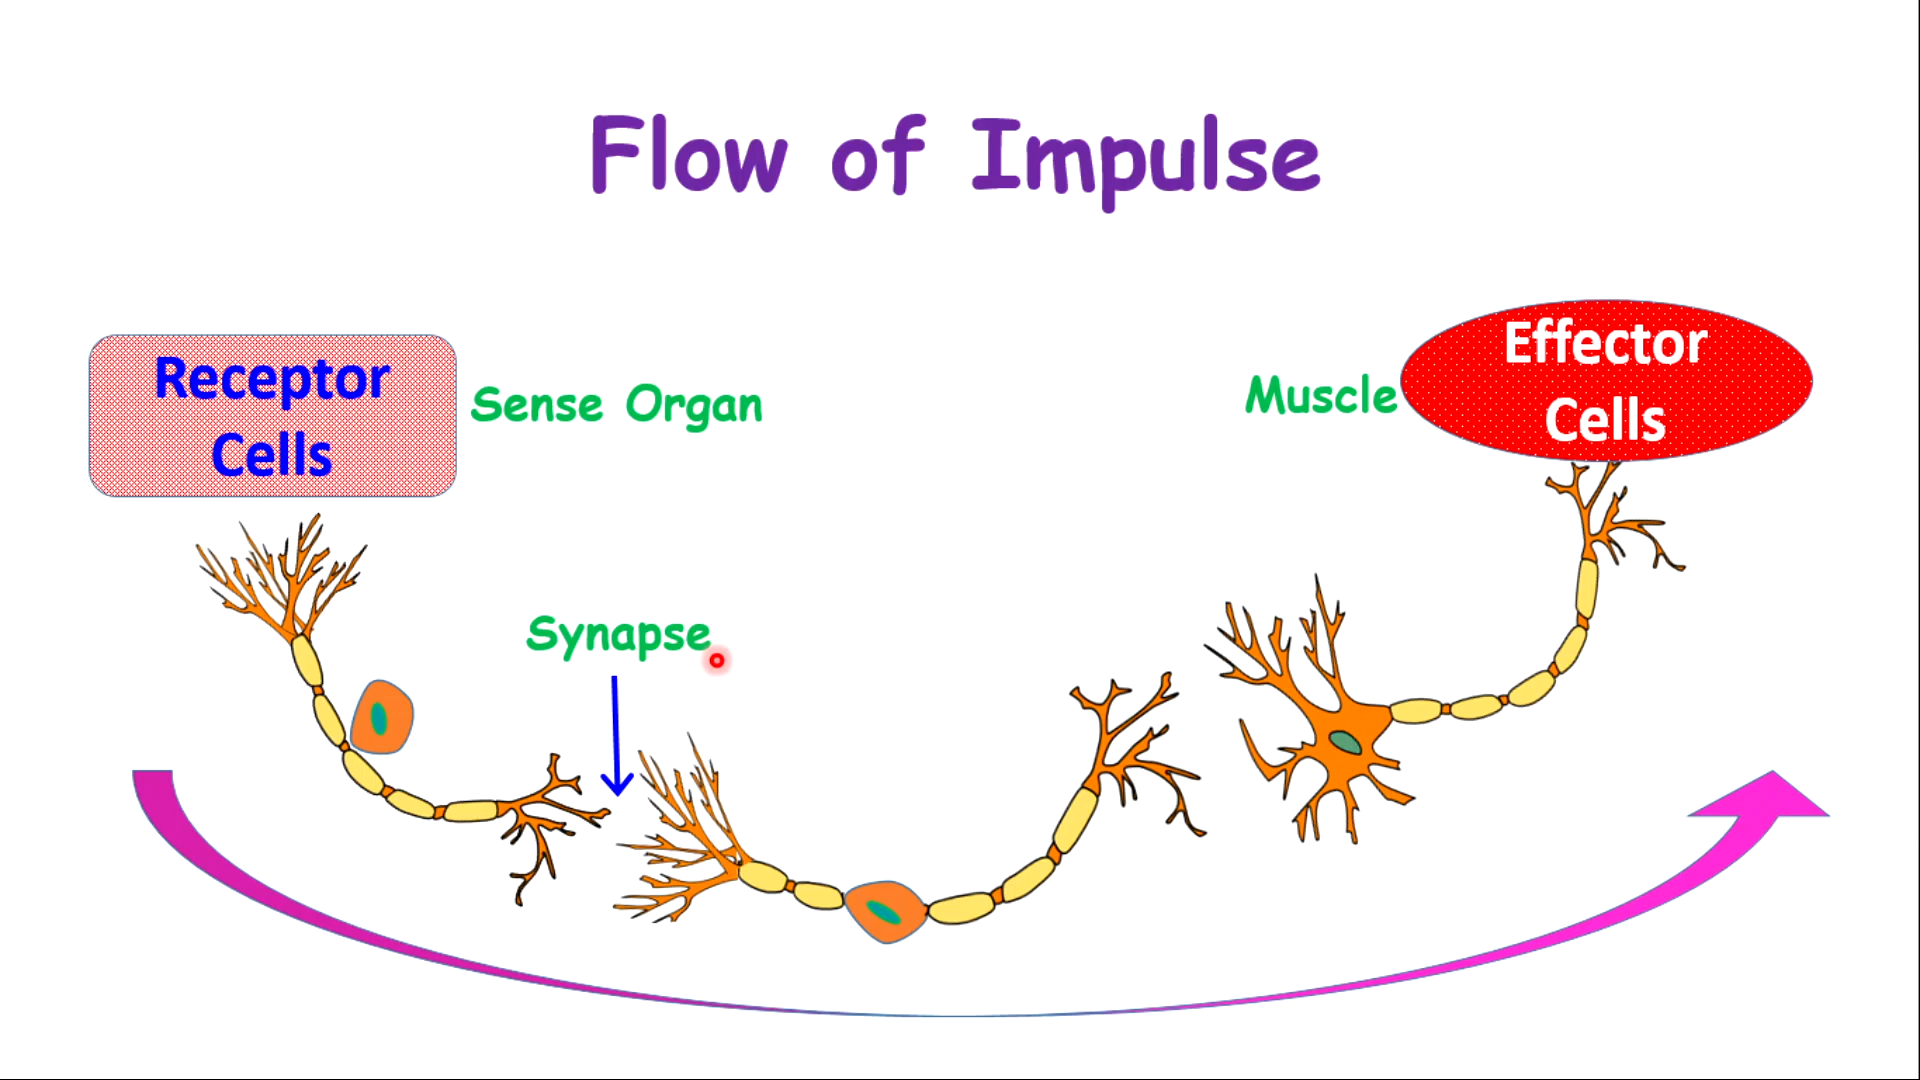 Flow of Impulse
Receptor
Cells
Sense Organ
Muscle
Effector
Cells
Synapse